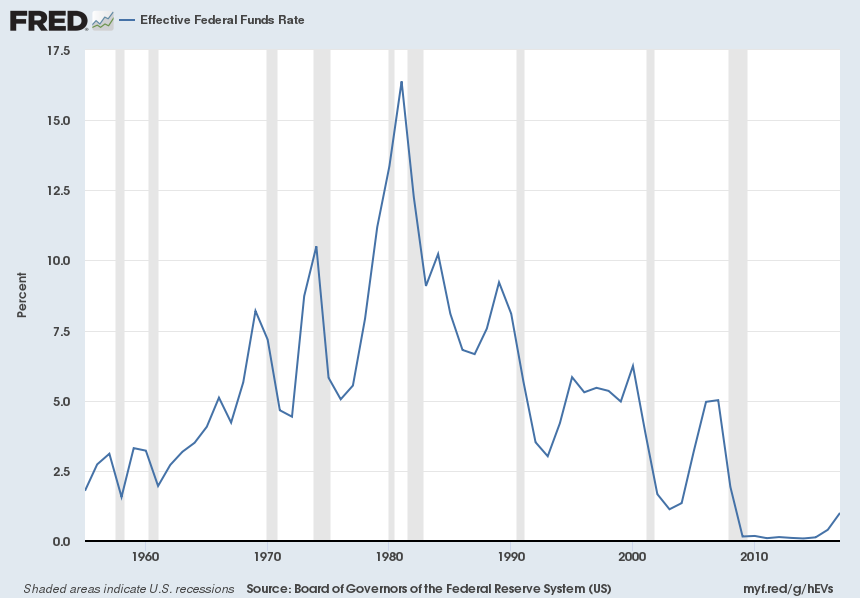 FRED Effective Federal Funds Rate
17.5
15.0
12.5
10.0
7.5
5.0
2.5
0.0
Percent
1960 1970 1980 1990 2000 2010
Shaded areas indicate U.S. recessions Source: Board of Governors of the Federal Reserve System (US) myf.red/g/hEVs